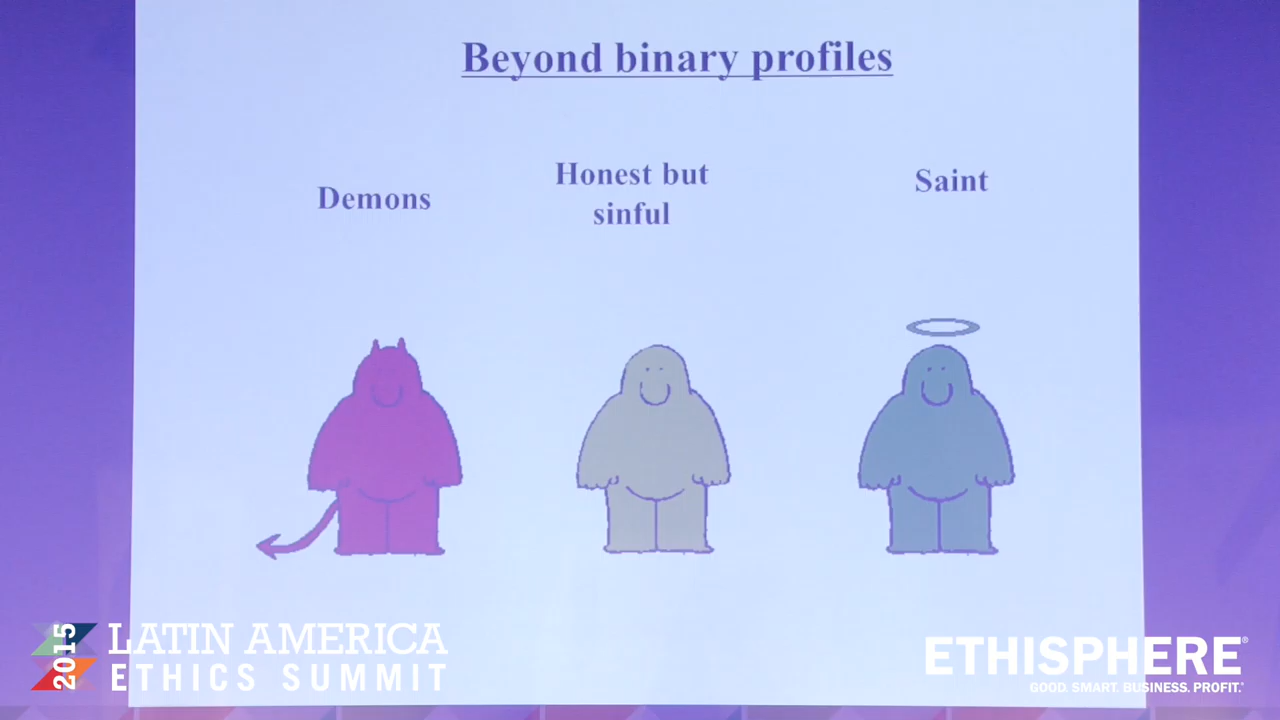 Beyond binary profiles
Demons
Honest but
sinful
Saint
2015
LATIN AMERICA
ETHICS SUMMIT
ETHISPHERE®
GOOD. SMART. BUSINESS. PROFIT.®